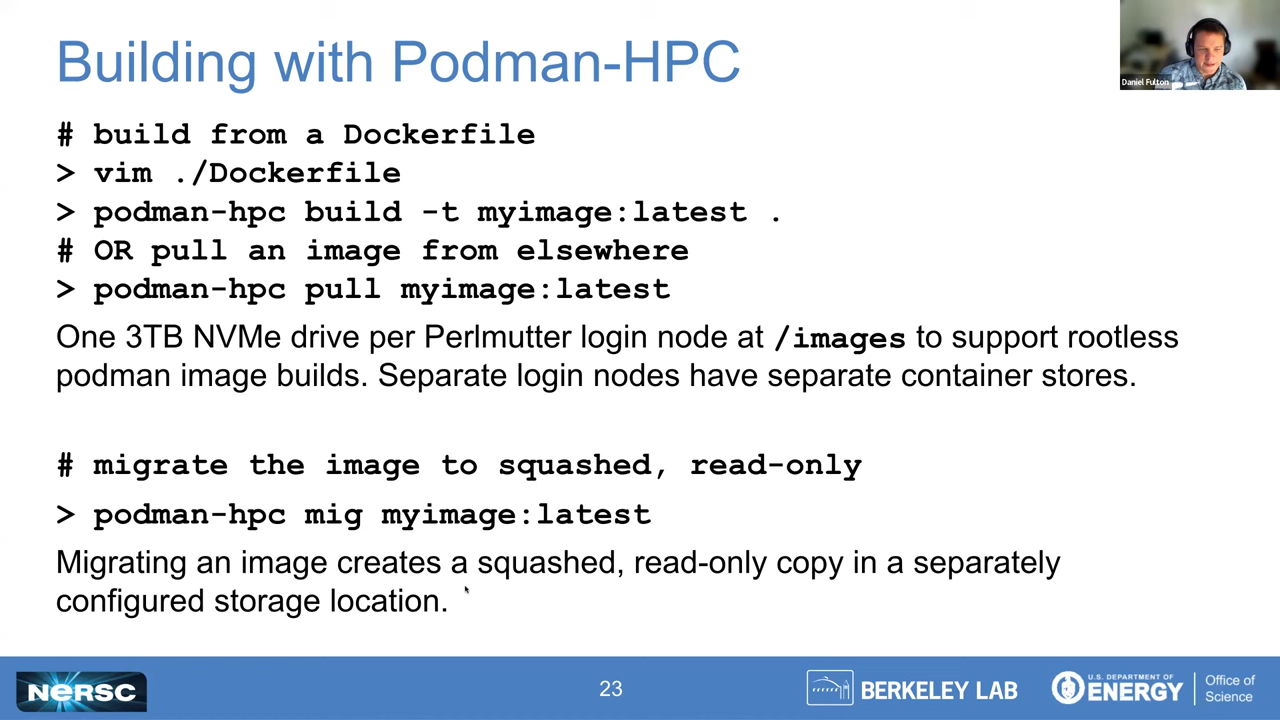 Building with Podman-HPC
Daniel Fulton
# build from a Dockerfile
> vim ./Dockerfile
> podman-hpc build -t myimage:latest .
# OR pull an image from elsewhere
> podman-hpc pull myimage:latest
One 3TB NVMe drive per Perlmutter login node at /images to support rootless
podman image builds. Separate login nodes have separate container stores.
# migrate the image to squashed, read-only
> podman-hpc mig myimage:latest
Migrating an image creates a squashed, read-only copy in a separately
configured storage location.
NERSC
23
BERKELEY LAB
U.S. DEPARTMENT OF
ENERGY
Office of
Science